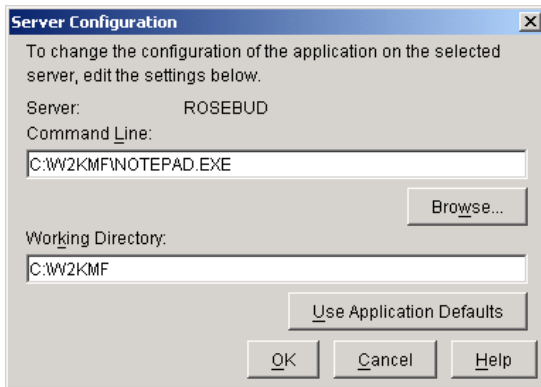 Server Configuration
To change the configuration of the application on the selected
server, edit the settings below.
Server: ROSEBUD
Command Line:
C:\W2KMF\NOTEPAD.EXE
Browse...
Working Directory:
C:\W2KMF
Use Application Defaults
OK Cancel Help